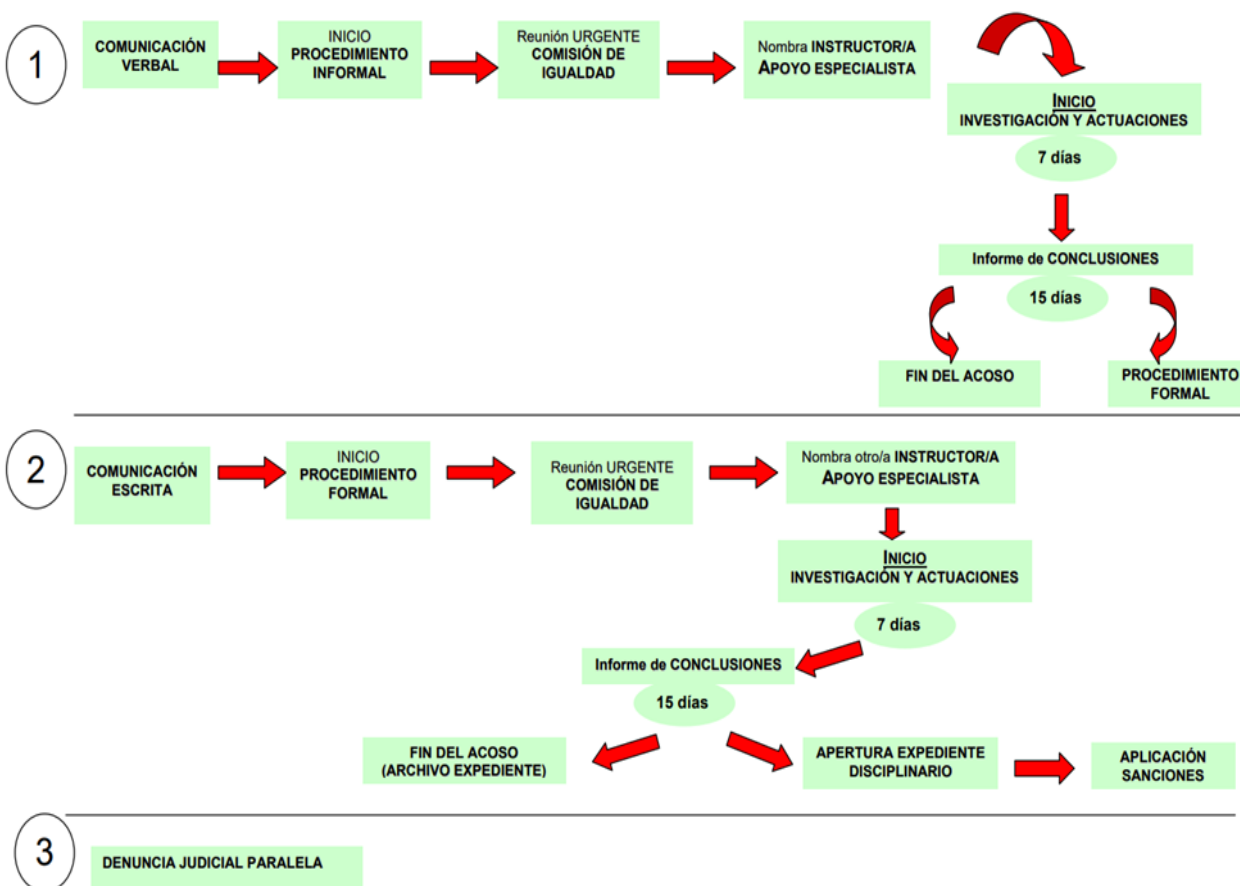 1
COMUNICACIÓN
VERBAL
INICIO
PROCEDIMIENTO
INFORMAL
Reunión URGENTE
COMISIÓN DE
IGUALDAD
Nombra INSTRUCTOR/A
APOYO ESPECIALISTA
INICIO
INVESTIGACIÓN Y ACTUACIONES
7 días
Informe de CONCLUSIONES
15 días
FIN DEL ACOSO
PROCEDIMIENTO
FORMAL
2
COMUNICACIÓN
ESCRITA
INICIO
PROCEDIMIENTO
FORMAL
Reunión URGENTE
COMISIÓN DE
IGUALDAD
Nombra otro/a INSTRUCTOR/A
APOYO ESPECIALISTA
INICIO
INVESTIGACIÓN Y ACTUACIONES
7 días
Informe de CONCLUSIONES
15 días
FIN DEL ACOSO
(ARCHIVO EXPEDIENTE)
APERTURA EXPEDIENTE
DISCIPLINARIO
APLICACIÓN
SANCIONES
3
DENUNCIA JUDICIAL PARALELA